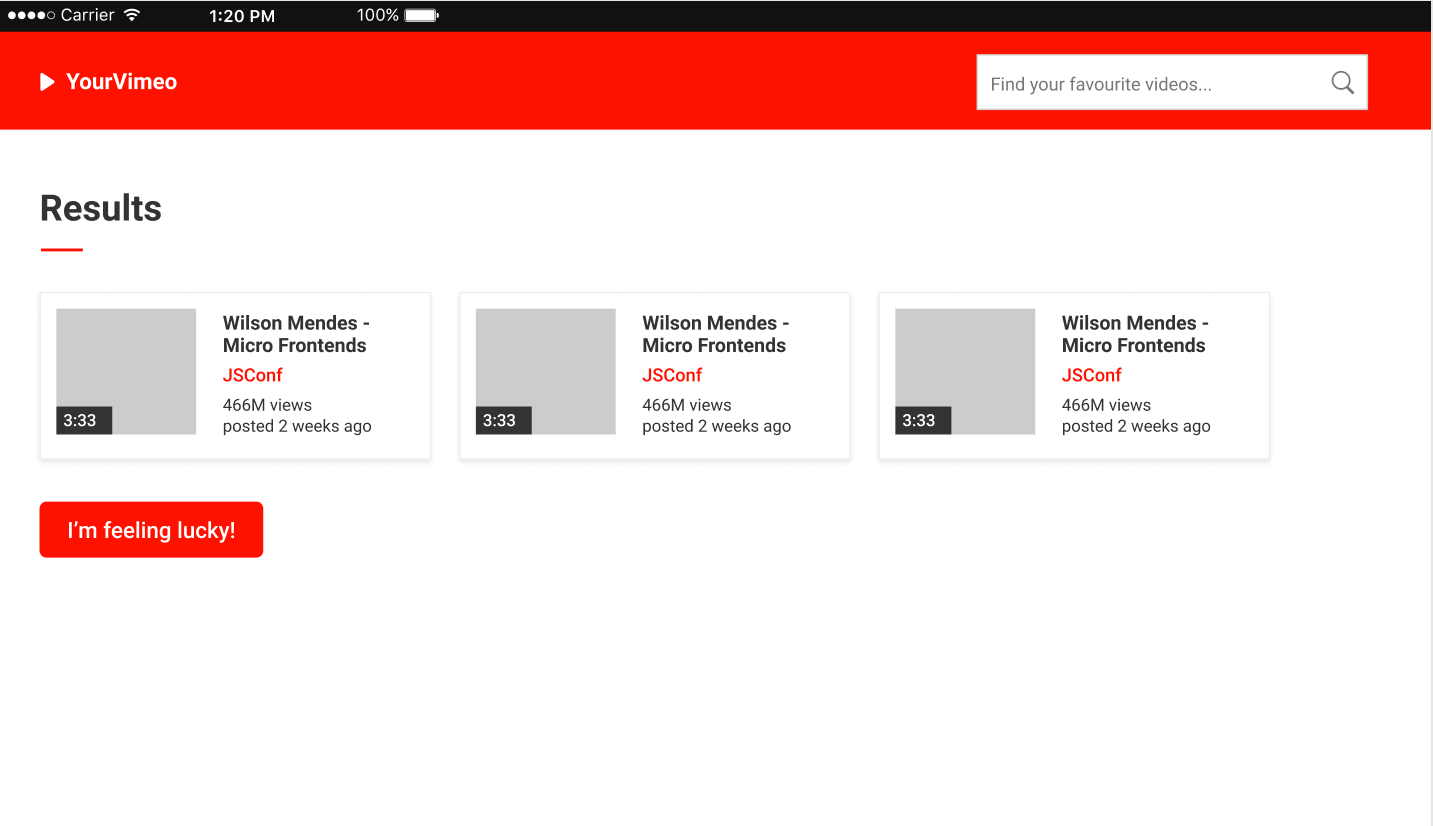 Carrier 1:20 PM 100%
YourVimeo
Find your favourite videos...
Results
3:33
Wilson Mendes -
Micro Frontends
JSConf
466M views
posted 2 weeks ago
3:33
Wilson Mendes -
Micro Frontends
JSConf
466M views
posted 2 weeks ago
3:33
Wilson Mendes -
Micro Frontends
JSConf
466M views
posted 2 weeks ago
I’m feeling lucky!